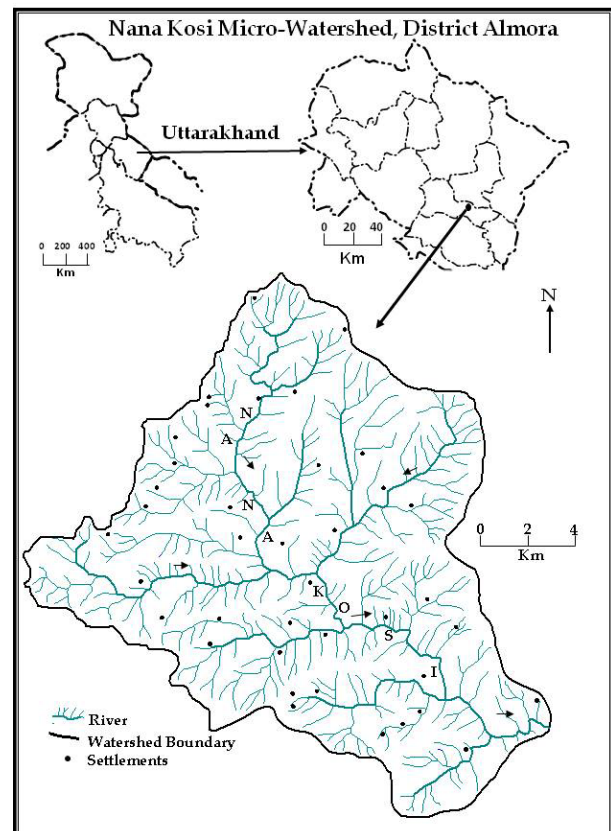 Nana Kosi Micro-Watershed, District Almora
Uttarakhand
0 200 400
Km
0 20 40
Km
N
N
A
N
A
K
O
S
I
0 2 4
Km
River
Watershed Boundary
Settlements